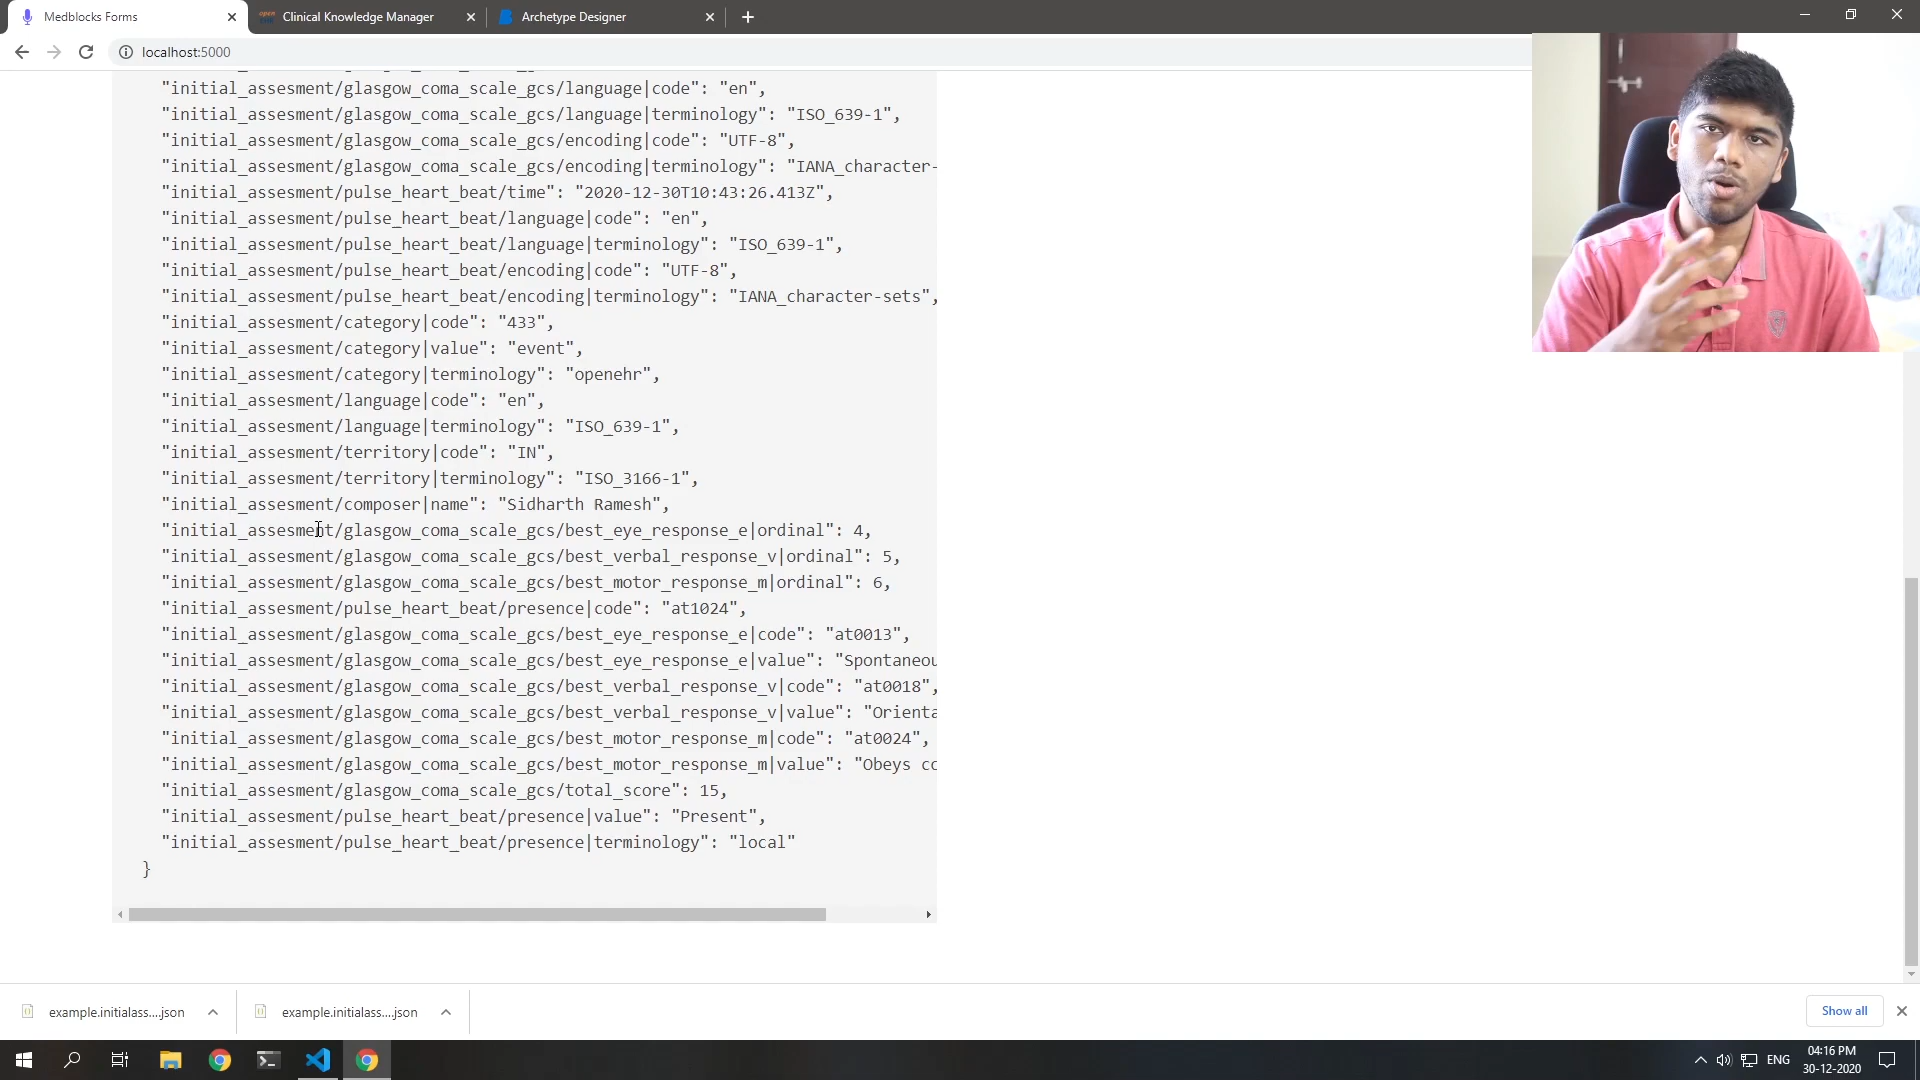 Medblocks Forms
Clinical Knowledge Manager
Archetype Designer
localhost:5000
"initial_assesment/glasgow_coma_scale_gcs/language|code": "en",
"initial_assesment/glasgow_coma_scale_gcs/language|terminology": "ISO_639-1",
"initial_assesment/glasgow_coma_scale_gcs/encoding|code": "UTF-8",
"initial_assesment/glasgow_coma_scale_gcs/encoding|terminology": "IANA_character-
"initial_assesment/pulse_heart_beat/time": "2020-12-30T10:43:26.413Z",
"initial_assesment/pulse_heart_beat/language|code": "en",
"initial_assesment/pulse_heart_beat/language|terminology": "ISO_639-1",
"initial_assesment/pulse_heart_beat/encoding|code": "UTF-8",
"initial_assesment/pulse_heart_beat/encoding|terminology": "IANA_character-sets",
"initial_assesment/category|code": "433",
"initial_assesment/category|value": "event",
"initial_assesment/category|terminology": "openehr",
"initial_assesment/language|code": "en",
"initial_assesment/language|terminology": "ISO_639-1",
"initial_assesment/territory|code": "IN",
"initial_assesment/territory|terminology": "ISO_3166-1",
"initial_assesment/composer|name": "Sidharth Ramesh",
"initial_assesment/glasgow_coma_scale_gcs/best_eye_response_e|ordinal": 4,
"initial_assesment/glasgow_coma_scale_gcs/best_verbal_response_v|ordinal": 5,
"initial_assesment/glasgow_coma_scale_gcs/best_motor_response_m|ordinal": 6,
"initial_assesment/pulse_heart_beat/presence|code": "at1024",
"initial_assesment/glasgow_coma_scale_gcs/best_eye_response_e|code": "at0013",
"initial_assesment/glasgow_coma_scale_gcs/best_eye_response_e|value": "Spontaneou
"initial_assesment/glasgow_coma_scale_gcs/best_verbal_response_v|code": "at0018",
"initial_assesment/glasgow_coma_scale_gcs/best_verbal_response_v|value": "Orienta
"initial_assesment/glasgow_coma_scale_gcs/best_motor_response_m|code": "at0024",
"initial_assesment/glasgow_coma_scale_gcs/best_motor_response_m|value": "Obeys co
"initial_assesment/glasgow_coma_scale_gcs/total_score": 15,
"initial_assesment/pulse_heart_beat/presence|value": "Present",
"initial_assesment/pulse_heart_beat/presence|terminology": "local"
}
example.initialass....json
example.initialass....json
Show all
ENG
04:16 PM
30-12-2020